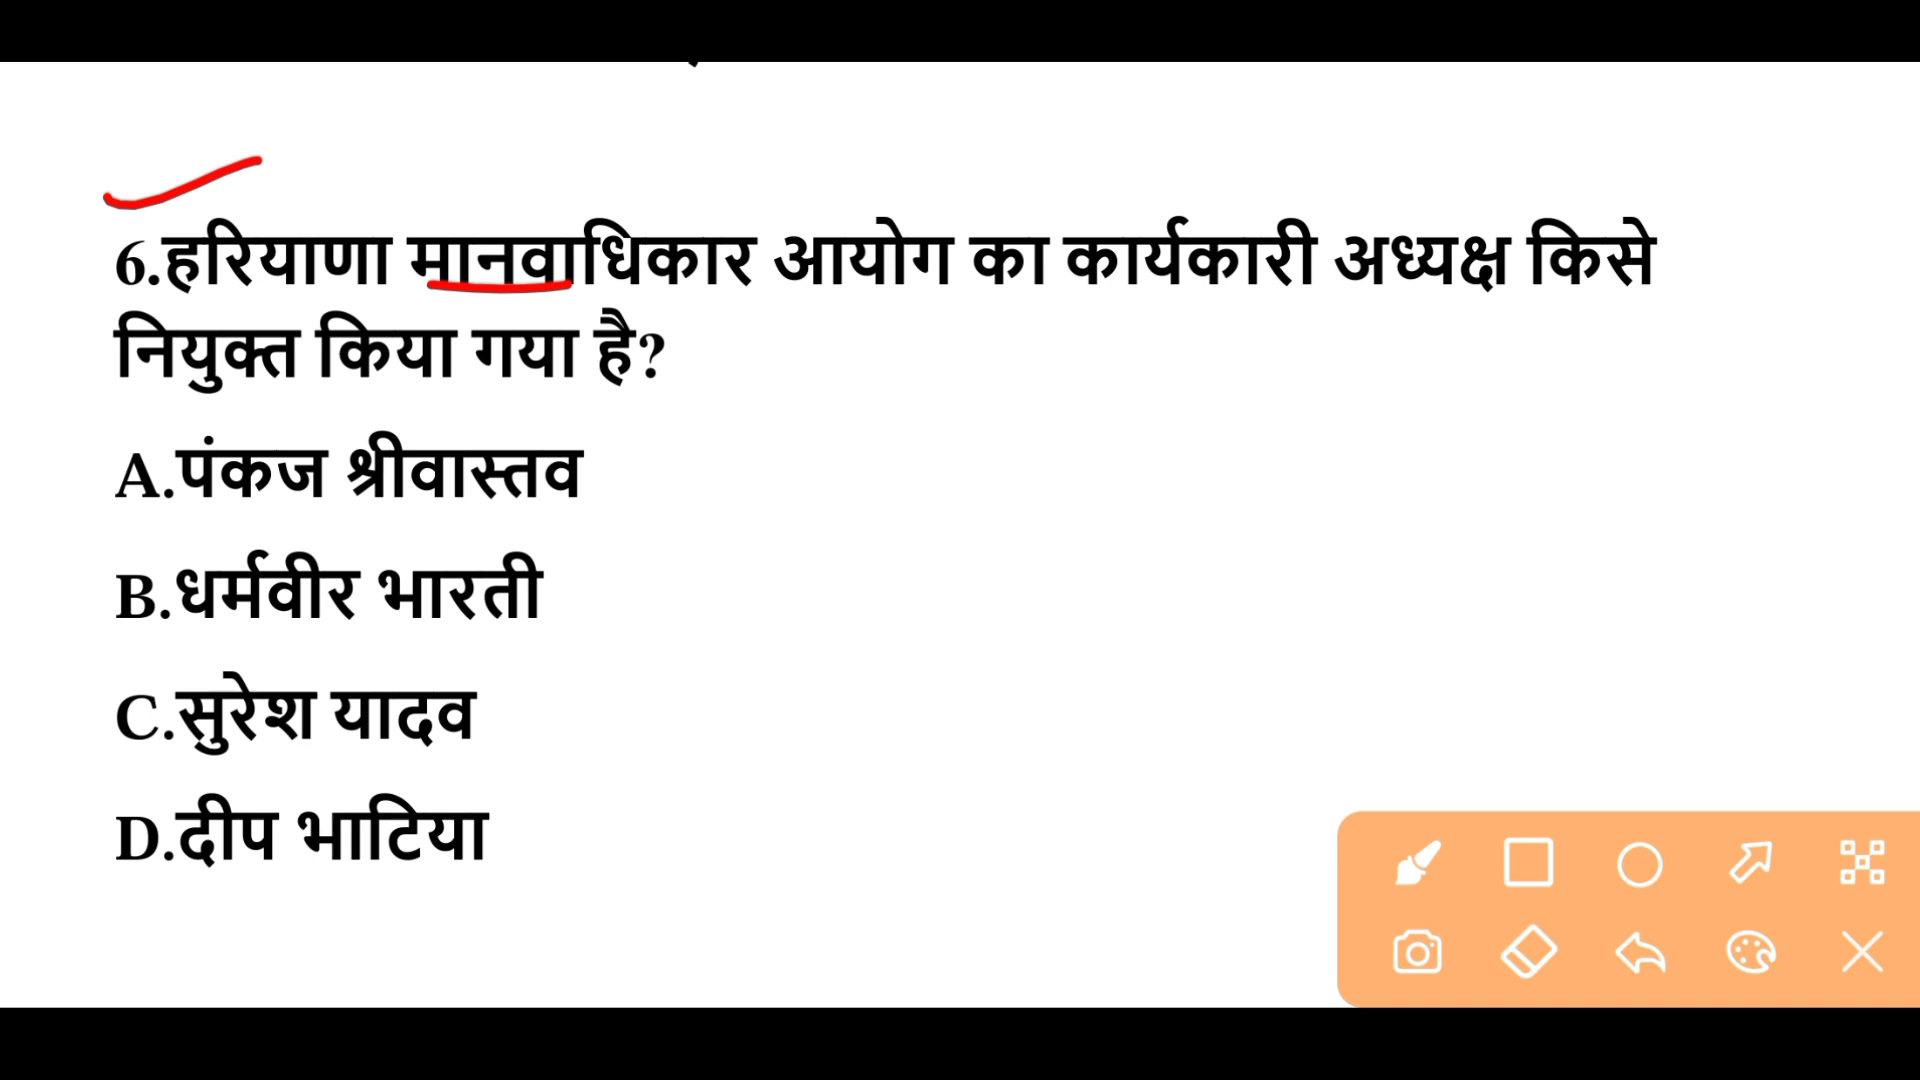 6.हरियाणा मानवाधिकार आयोग का कार्यकारी अध्यक्ष किसे
नियुक्त किया गया है?
A.पंकज श्रीवास्तव
B.धर्मवीर भारती
C.सुरेश यादव
D.दीप भाटिया